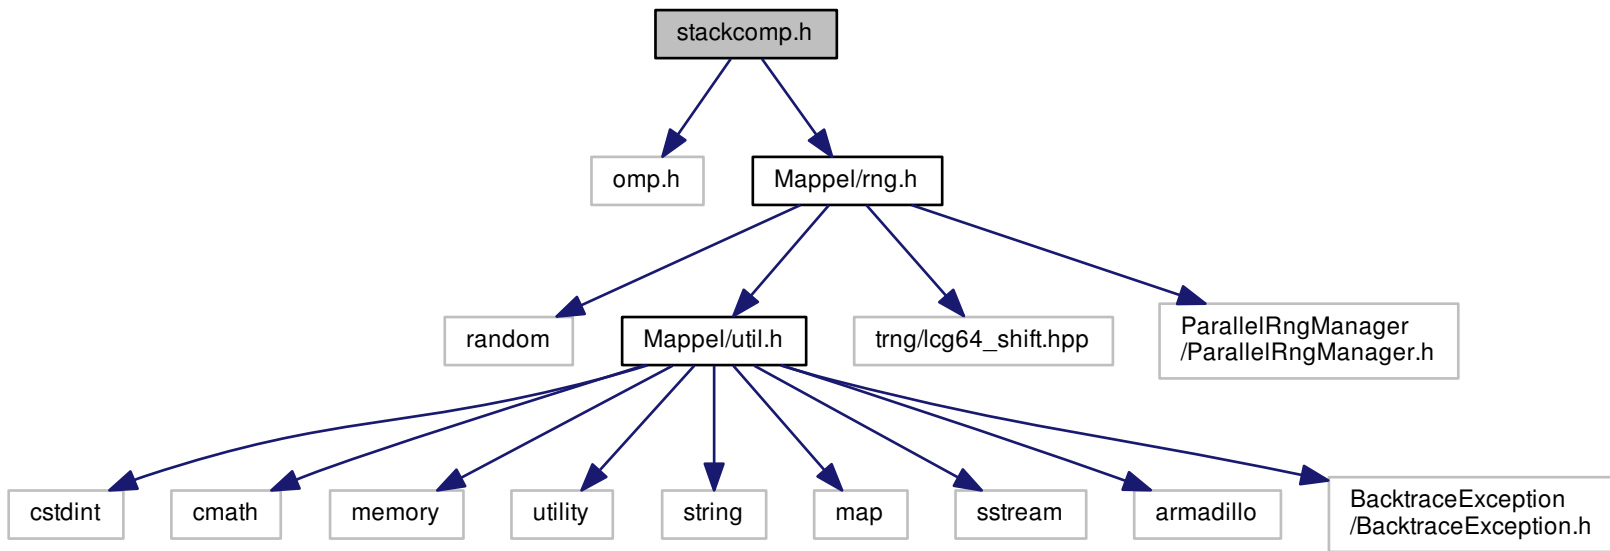 stackcomp.h
omp.h
Mappel/rng.h
random
Mappel/util.h
trng/lcg64_shift.hpp
ParallelRngManager
/ParallelRngManager.h
cstdint
cmath
memory
utility
string
map
sstream
armadillo
BacktraceException
/BacktraceException.h